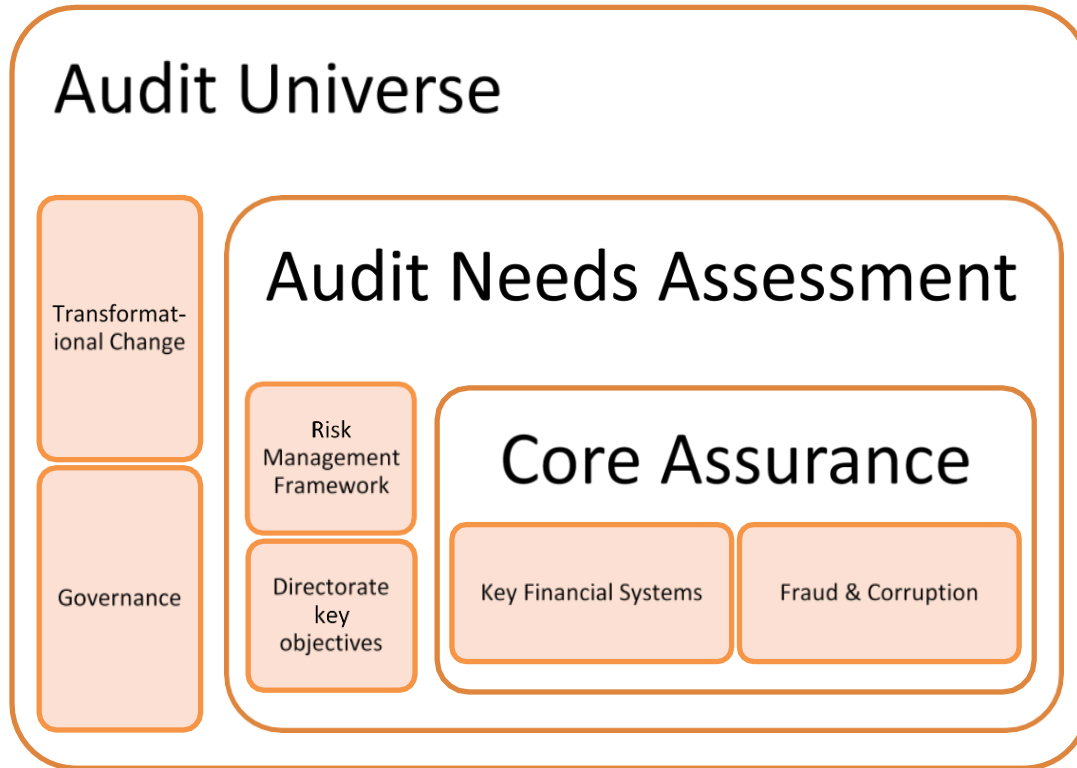 Audit Universe
Transformat-
ional Change
Governance
Audit Needs Assessment
Risk
Management
Framework
Directorate
key
objectives
Core Assurance
Key Financial Systems
Fraud & Corruption